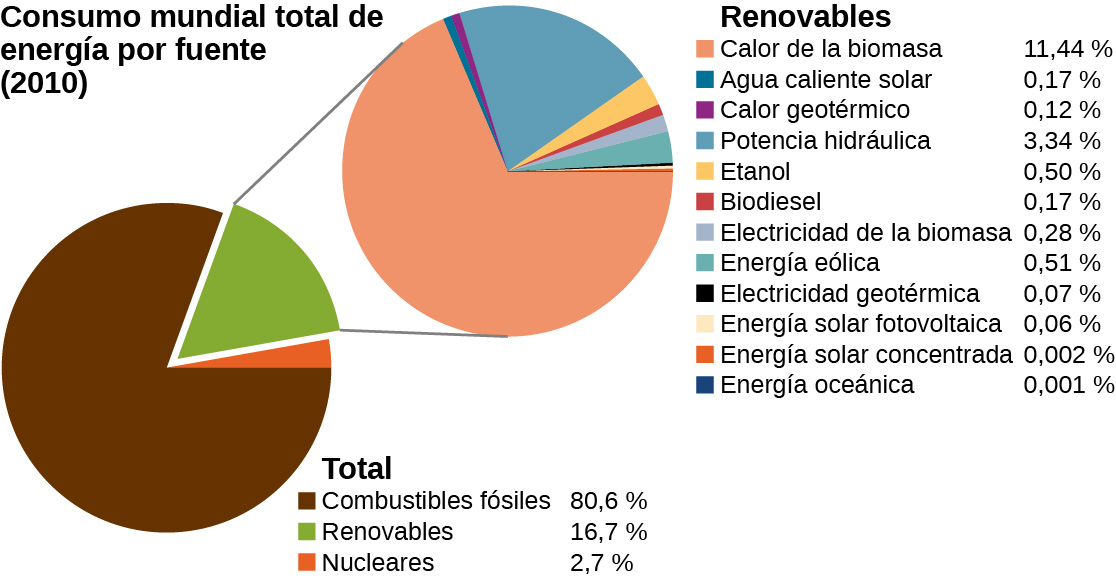 Consumo mundial total de
energía por fuente
(2010)
Renovables
Calor de la biomasa 11,44 %
Agua caliente solar 0,17 %
Calor geotérmico 0,12 %
Potencia hidráulica 3,34 %
Etanol 0,50 %
Biodiesel 0,17 %
Electricidad de la biomasa 0,28 %
Energía eólica 0,51 %
Electricidad geotérmica 0,07 %
Energía solar fotovoltaica 0,06 %
Energía solar concentrada 0,002 %
Energía oceánica 0,001 %
Total
Combustibles fósiles 80,6 %
Renovables 16,7 %
Nucleares 2,7 %